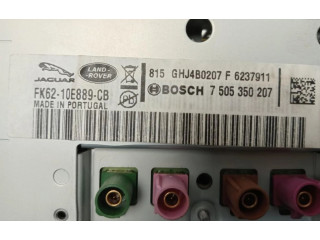 JAGUAR
LAND-ROVER
815 GHJ4B0207 F 6237911
FK62-10E889-CB
BOSCH 7 505 350 207
MADE IN PORTUGAL